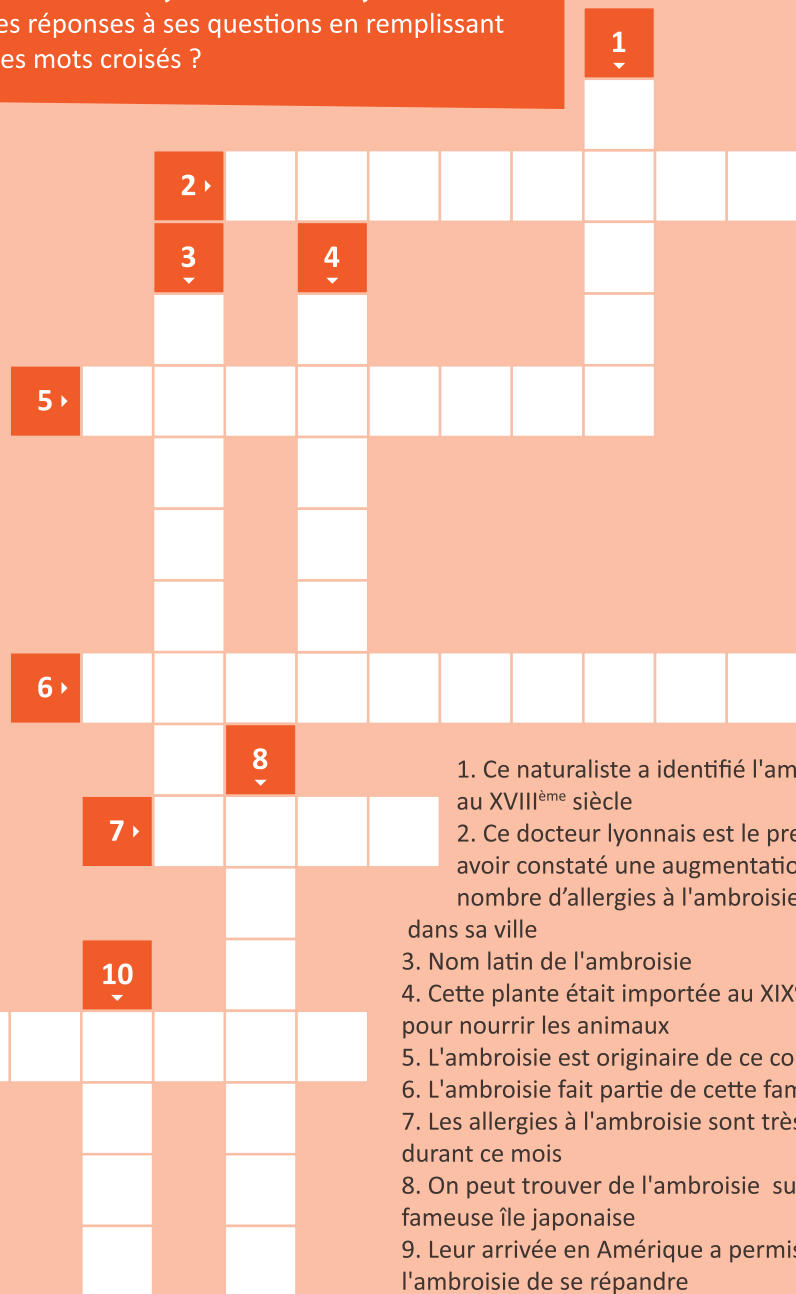 es réponses à ses questions en remplissant
es mots croisés ?
1
2
3
4
5
6
8
7
10
1. Ce naturaliste a identifié l'am
au XVIIIème siècle
2. Ce docteur lyonnais est le pre
avoir constaté une augmentatio
nombre d’allergies à l'ambroisie
dans sa ville
3. Nom latin de l'ambroisie
4. Cette plante était importée au XIX
pour nourrir les animaux
5. L'ambroisie est originaire de ce co
6. L'ambroisie fait partie de cette fam
7. Les allergies à l'ambroisie sont très
durant ce mois
8. On peut trouver de l'ambroisie su
fameuse île japonaise
9. Leur arrivée en Amérique a permis
l'ambroisie de se répandre